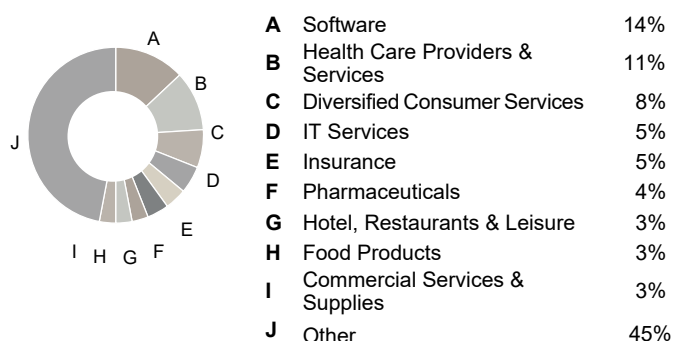 A
B
C
D
E
F
G
H
I
J
A Software 14%
B Health Care Providers &
Services 11%
C Diversified Consumer Services 8%
D IT Services 5%
E Insurance 5%
F Pharmaceuticals 4%
G Hotel, Restaurants & Leisure 3%
H Food Products 3%
I Commercial Services &
Supplies 3%
J Other 45%